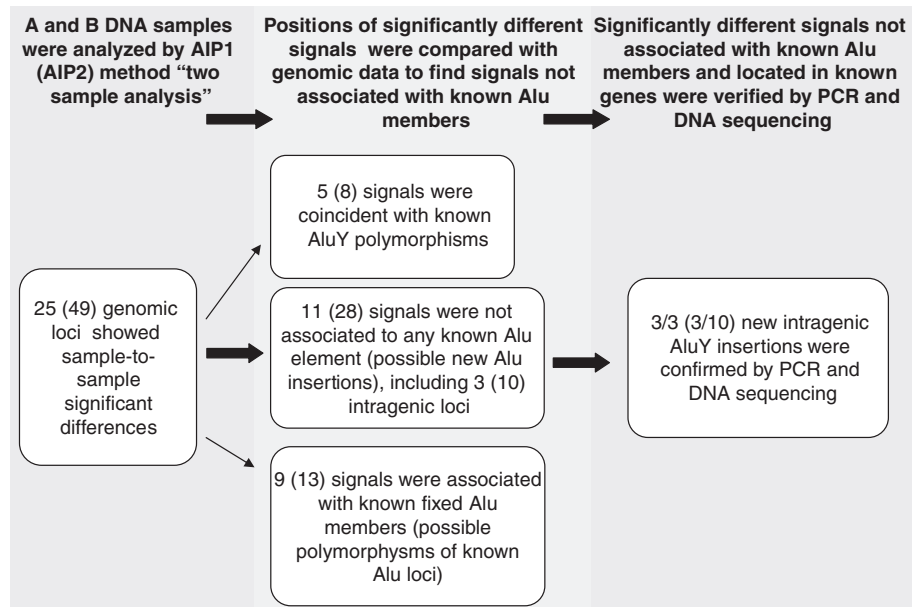 A and B DNA samples
were analyzed by AIP1
(AIP2) method “two
sample analysis”
Positions of significantly different
signals were compared with
genomic data to find signals not
associated with known Alu
members
Significantly different signals not
associated with known Alu
members and located in known
genes were verified by PCR and
DNA sequencing
25 (49) genomic
loci showed
sample-to-
sample
significant
differences
5 (8) signals were
coincident with known
AluY polymorphisms
11 (28) signals were not
associated to any known Alu
element (possible new Alu
insertions), including 3 (10)
intragenic loci
9 (13) signals were associated
with known fixed Alu
members (possible
polymorphysms of known
Alu loci)
3/3 (3/10) new intragenic
AluY insertions were
confirmed by PCR and
DNA sequencing